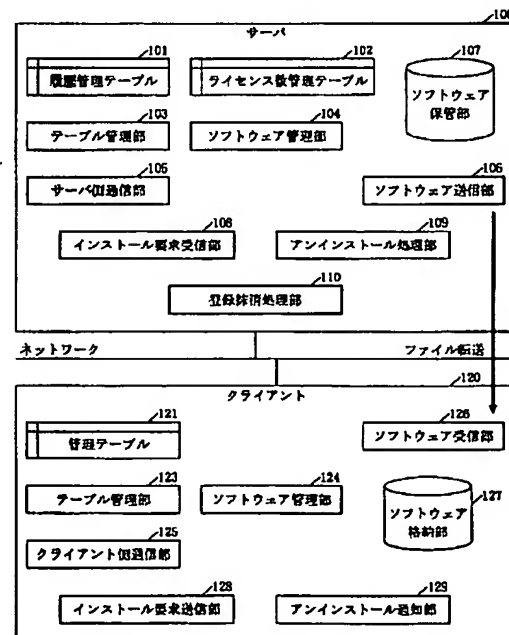 100
サーバ
101
102
107
履歴管理テーブル
ライセンス数管理テーブル
ソフトウェア
保管部
103
104
テーブル管理部
ソフトウェア管理部
105
106
サーバ側通信部
ソフトウェア送信部
108
109
インストール要求受信部
アンインストール処理部
110
登録抹消処理部
ネットワーク
ファイル転送
120
クライアント
121
126
管理テーブル
ソフトウェア受信部
123
124
127
テーブル管理部
ソフトウェア管理部
ソフトウェア
格納部
125
クライアント側通信部
128
129
インストール要求送信部
アンインストール通知部